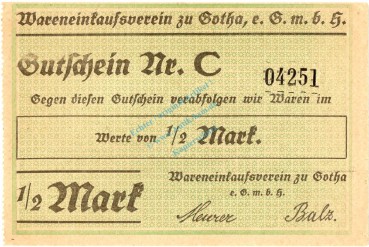 Wareneinkaufsverein zu Gotha, e. G. m. b. H.
Gutschein Nr. C 04251
Gegen diesen Gutschein verabfolgen wir Waren im
Werte von 1/2 Mark.
1/2 Mark
Wareneinkaufsverein zu Gotha
e. G. m. b. H.
Meurer Balz.